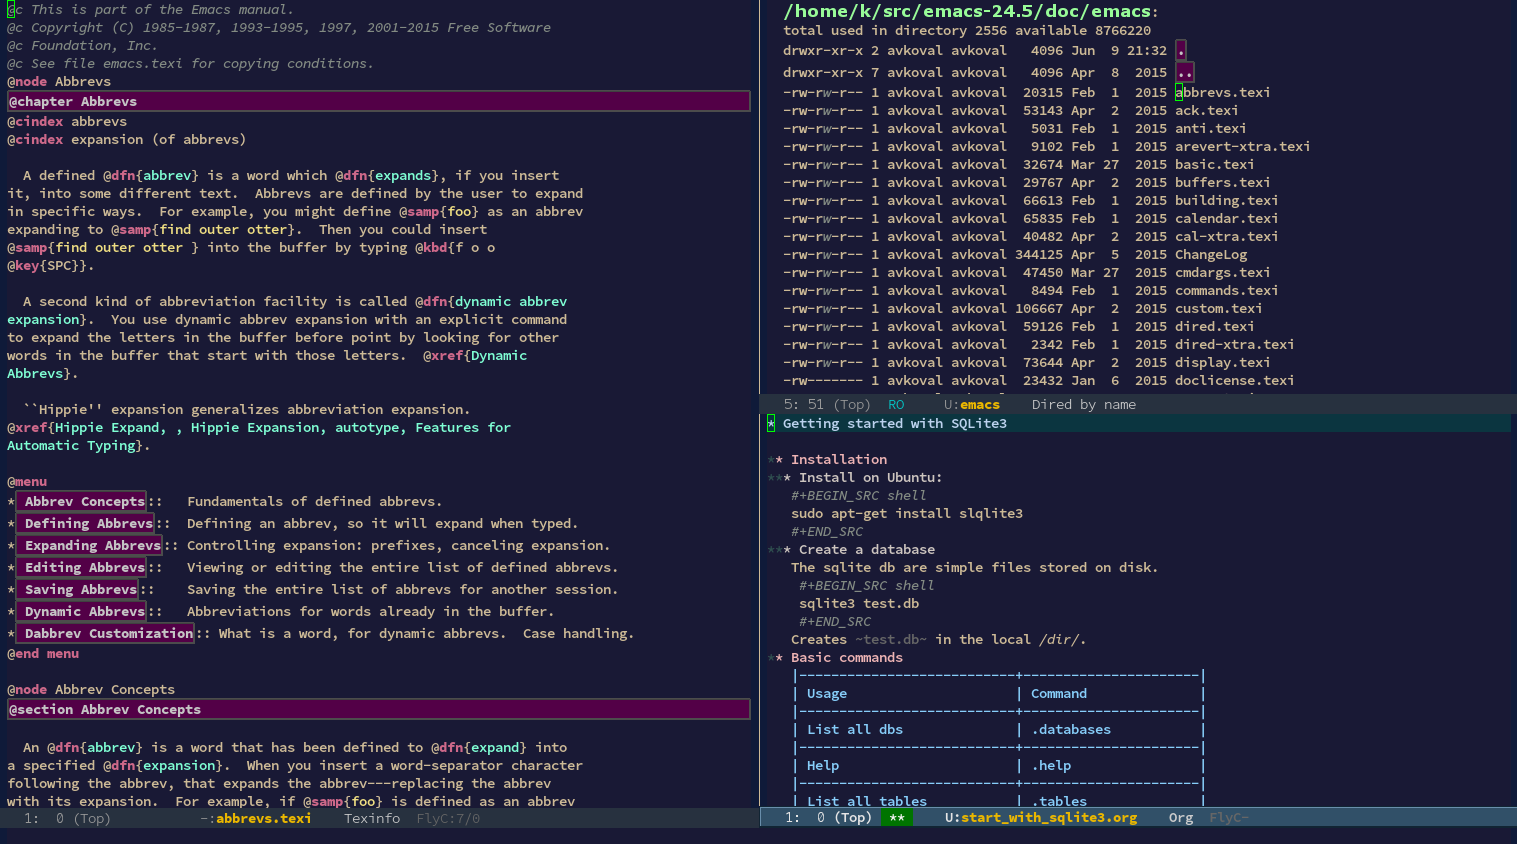 @c This is part of the Emacs manual.
@c Copyright (C) 1985-1987, 1993-1995, 1997, 2001-2015 Free Software
@c Foundation, Inc.
@c See file emacs.texi for copying conditions.
@node Abbrevs
@chapter Abbrevs
@cindex abbrevs
@cindex expansion (of abbrevs)
  A defined @dfn{abbrev} is a word which @dfn{expands}, if you insert
it, into some different text.  Abbrevs are defined by the user to expand
in specific ways.  For example, you might define @samp{foo} as an abbrev
expanding to @samp{find outer otter}.  Then you could insert
@samp{find outer otter } into the buffer by typing @kbd{f o o
@key{SPC}}.
  A second kind of abbreviation facility is called @dfn{dynamic abbrev
expansion}.  You use dynamic abbrev expansion with an explicit command
to expand the letters in the buffer before point by looking for other
words in the buffer that start with those letters.  @xref{Dynamic
Abbrevs}.
  ``Hippie'' expansion generalizes abbreviation expansion.
@xref{Hippie Expand, , Hippie Expansion, autotype, Features for
Automatic Typing}.
@menu
* Abbrev Concepts::   Fundamentals of defined abbrevs.
* Defining Abbrevs::  Defining an abbrev, so it will expand when typed.
* Expanding Abbrevs:: Controlling expansion: prefixes, canceling expansion.
* Editing Abbrevs::   Viewing or editing the entire list of defined abbrevs.
* Saving Abbrevs::    Saving the entire list of abbrevs for another session.
* Dynamic Abbrevs::   Abbreviations for words already in the buffer.
* Dabbrev Customization:: What is a word, for dynamic abbrevs.  Case handling.
@end menu
@node Abbrev Concepts
@section Abbrev Concepts
  An @dfn{abbrev} is a word that has been defined to @dfn{expand} into
a specified @dfn{expansion}.  When you insert a word-separator character
following the abbrev, that expands the abbrev---replacing the abbrev
with its expansion.  For example, if @samp{foo} is defined as an abbrev
1:  0 (Top)           -:abbrevs.texi    Texinfo  FlyC:7/0
/home/k/src/emacs-24.5/doc/emacs:
total used in directory 2556 available 8766220
drwxr-xr-x 2 avkoval avkoval   4096 Jun  9 21:32 .
drwxr-xr-x 7 avkoval avkoval   4096 Apr  8  2015 ..
-rw-rw-r-- 1 avkoval avkoval  20315 Feb  1  2015 abbrevs.texi
-rw-rw-r-- 1 avkoval avkoval  53143 Apr  2  2015 ack.texi
-rw-rw-r-- 1 avkoval avkoval   5031 Feb  1  2015 anti.texi
-rw-rw-r-- 1 avkoval avkoval   9102 Feb  1  2015 arevert-xtra.texi
-rw-rw-r-- 1 avkoval avkoval  32674 Mar 27  2015 basic.texi
-rw-rw-r-- 1 avkoval avkoval  29767 Apr  2  2015 buffers.texi
-rw-rw-r-- 1 avkoval avkoval  66613 Feb  1  2015 building.texi
-rw-rw-r-- 1 avkoval avkoval  65835 Feb  1  2015 calendar.texi
-rw-rw-r-- 1 avkoval avkoval  40482 Apr  2  2015 cal-xtra.texi
-rw-rw-r-- 1 avkoval avkoval 344125 Apr  5  2015 ChangeLog
-rw-rw-r-- 1 avkoval avkoval  47450 Mar 27  2015 cmdargs.texi
-rw-rw-r-- 1 avkoval avkoval   8494 Feb  1  2015 commands.texi
-rw-rw-r-- 1 avkoval avkoval 106667 Apr  2  2015 custom.texi
-rw-rw-r-- 1 avkoval avkoval  59126 Feb  1  2015 dired.texi
-rw-rw-r-- 1 avkoval avkoval   2342 Feb  1  2015 dired-xtra.texi
-rw-rw-r-- 1 avkoval avkoval  73644 Apr  2  2015 display.texi
-rw------- 1 avkoval avkoval  23432 Jan  6  2015 doclicense.texi
5: 51 (Top)  RO     U:emacs    Dired by name
* Getting started with SQLite3
** Installation
*** Install on Ubuntu:
   #+BEGIN_SRC shell
   sudo apt-get install slqlite3
   #+END_SRC
*** Create a database
   The sqlite db are simple files stored on disk.
    #+BEGIN_SRC shell
    sqlite3 test.db
    #+END_SRC
   Creates ~test.db~ in the local /dir/.
** Basic commands
   |---------------------------+----------------------|
   | Usage                     | Command              |
   |---------------------------+----------------------|
   | List all dbs              | .databases           |
   |---------------------------+----------------------|
   | Help                      | .help                |
   |---------------------------+----------------------|
   | List all tables           | .tables              |
1:  0 (Top)  **    U:start_with_sqlite3.org    Org  FlyC-